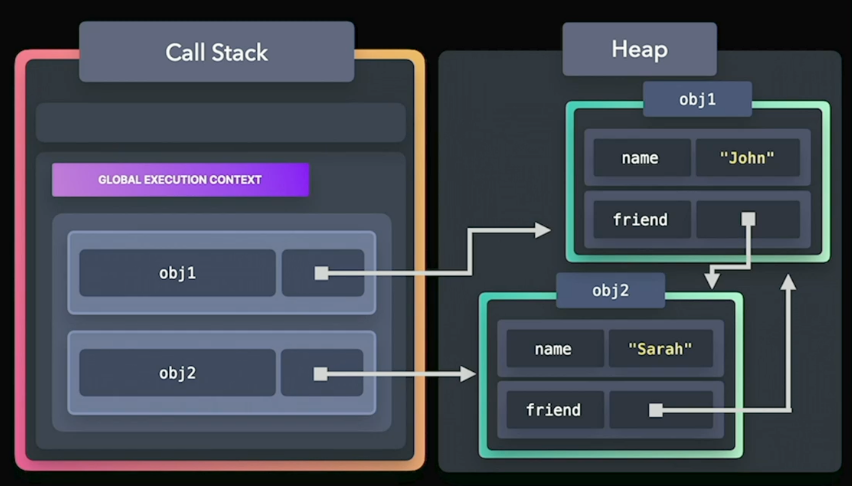 Call Stack
GLOBAL EXECUTION CONTEXT
obj1
obj2
Heap
obj1
name "John"
friend
obj2
name "Sarah"
friend